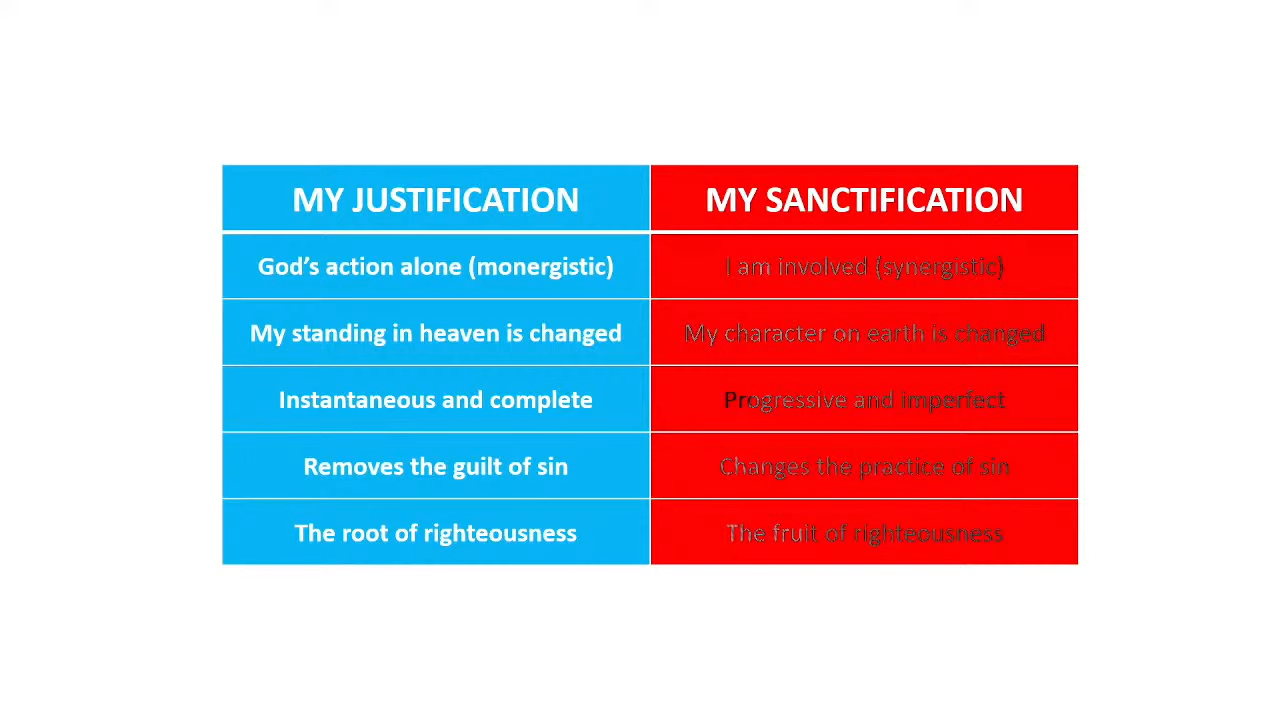 MY JUSTIFICATION
MY SANCTIFICATION
God’s action alone (monergistic)
I am involved (synergistic)
My standing in heaven is changed
My character on earth is changed
Instantaneous and complete
Progressive and imperfect
Removes the guilt of sin
Changes the practice of sin
The root of righteousness
The fruit of righteousness